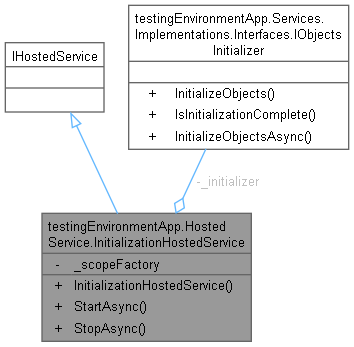 testingEnvironmentApp.Services.
Implementations.Interfaces.IObjects
Initializer
+ InitializeObjects()
+ IsInitializationComplete()
+ InitializeObjectsAsync()
IHostedService
-_initializer
testingEnvironmentApp.Hosted
Service.InitializationHostedService
- _scopeFactory
+ InitializationHostedService()
+ StartAsync()
+ StopAsync()